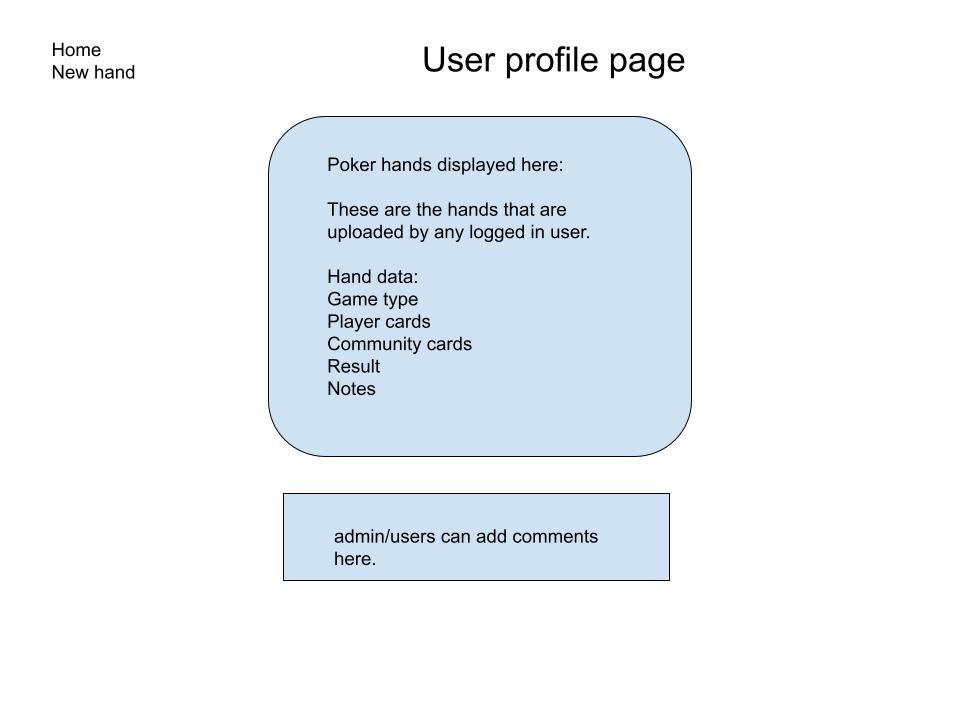 Home
New hand
User profile page
Poker hands displayed here:
These are the hands that are
uploaded by any logged in user.
Hand data:
Game type
Player cards
Community cards
Result
Notes
admin/users can add comments
here.